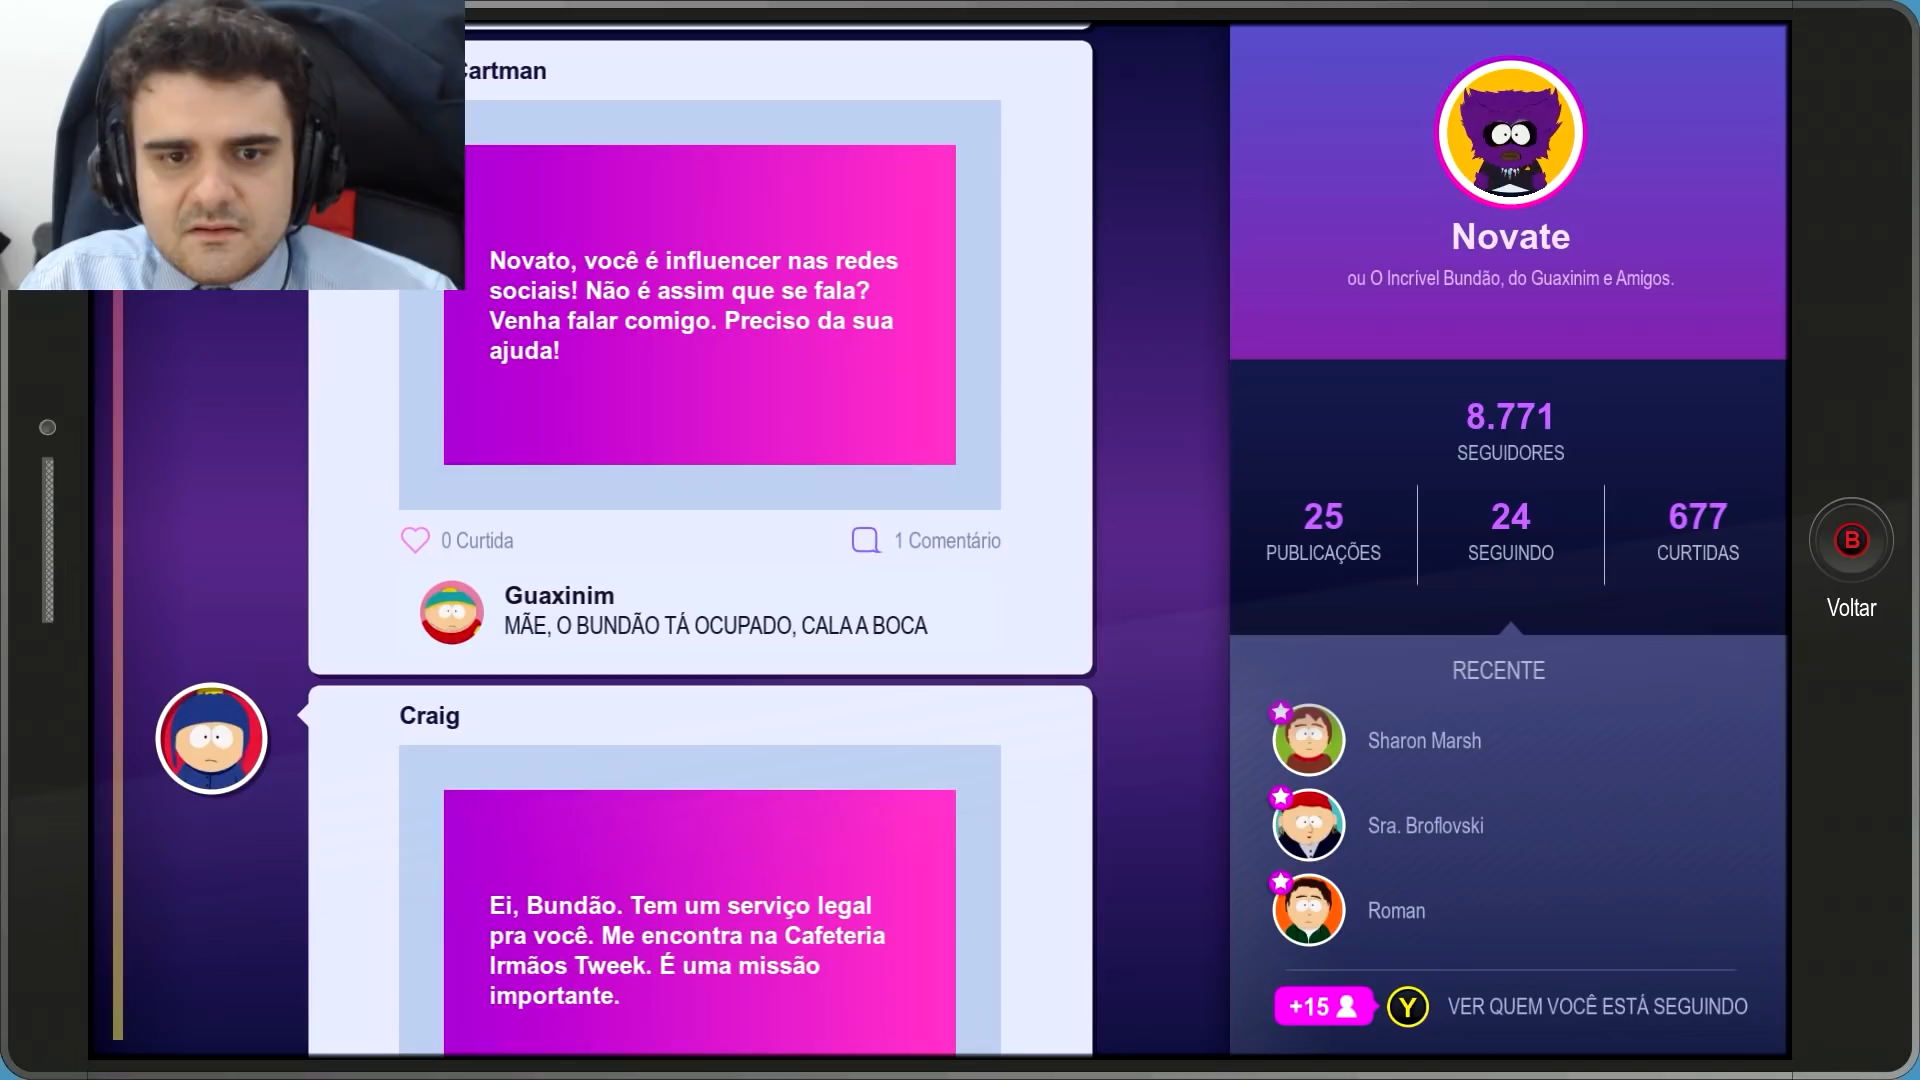 Cartman
Novato, você é influencer nas redes
sociais! Não é assim que se fala?
Venha falar comigo. Preciso da sua
ajuda!
0 Curtida
1 Comentário
Guaxinim
MÃE, O BUNDÃO TÁ OCUPADO, CALA A BOCA
Craig
Ei, Bundão. Tem um serviço legal
pra você. Me encontra na Cafeteria
Irmãos Tweek. É uma missão
importante.
Novate
ou O Incrível Bundão, do Guaxinim e Amigos.
8.771
SEGUIDORES
25
PUBLICAÇÕES
24
SEGUINDO
677
CURTIDAS
RECENTE
Sharon Marsh
Sra. Broflovski
Roman
+15
Y
VER QUEM VOCÊ ESTÁ SEGUINDO
B
Voltar